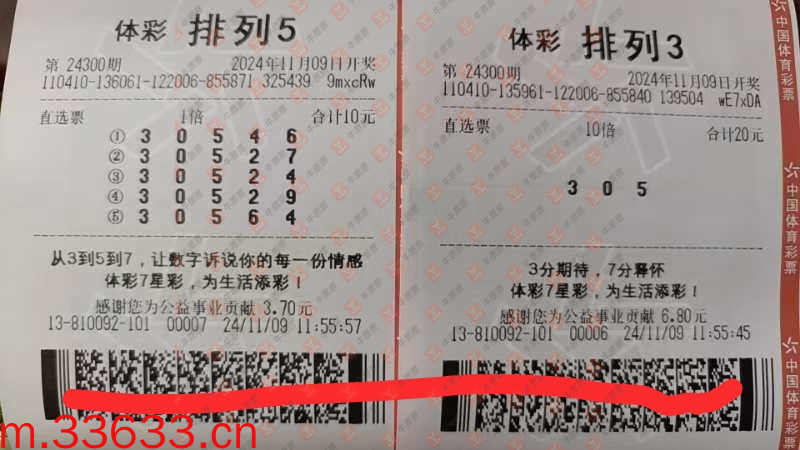 体彩 排列5
第 24300期 2024年11月09日开奖
110410-136061-122006-855871 325439 9mxcRw
直选票 1倍 合计10元
① 3 0 5 4 6
② 3 0 5 2 7
③ 3 0 5 2 4
④ 3 0 5 2 9
⑤ 3 0 5 6 4
从3到5到7，让数字诉说你的每一份情感
体彩7星彩，为生活添彩！
感谢您为公益事业贡献 3.70元
13-810092-101 00007 24/11/09 11:55:57
体彩 排列3
第 24300期 2024年11月09日开奖
110410-135961-122006-855840 139504 wE7xDA
直选票 10倍 合计20元
3 0 5
3分期待，7分释怀
体彩7星彩，为生活添彩！
感谢您为公益事业贡献 6.80元
13-810092-101 00006 24/11/09 11:55:45
中国体育彩票
中国体育彩票
中国体育彩票
m.33633.cn